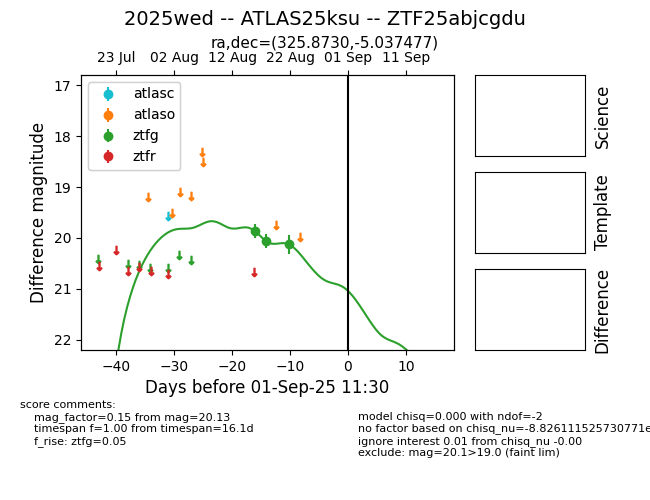 2025wed -- ATLAS25ksu -- ZTF25abjcgdu
ra,dec=(325.8730,-5.037477)
23 Jul 02 Aug 12 Aug 22 Aug 01 Sep 11 Sep
atlasc
atlaso
ztfg
ztfr
17
18
19
20
21
22
Difference magnitude
−40 −30 −20 −10 0 10
Days before 01-Sep-25 11:30
Science
Template
Difference
score comments:
mag_factor=0.15 from mag=20.13
timespan f=1.00 from timespan=16.1d
f_rise: ztfg=0.05
model chisq=0.000 with ndof=-2
no factor based on chisq_nu=-8.826111525730771e
ignore interest 0.01 from chisq_nu -0.00
exclude: mag=20.1>19.0 (faint lim)